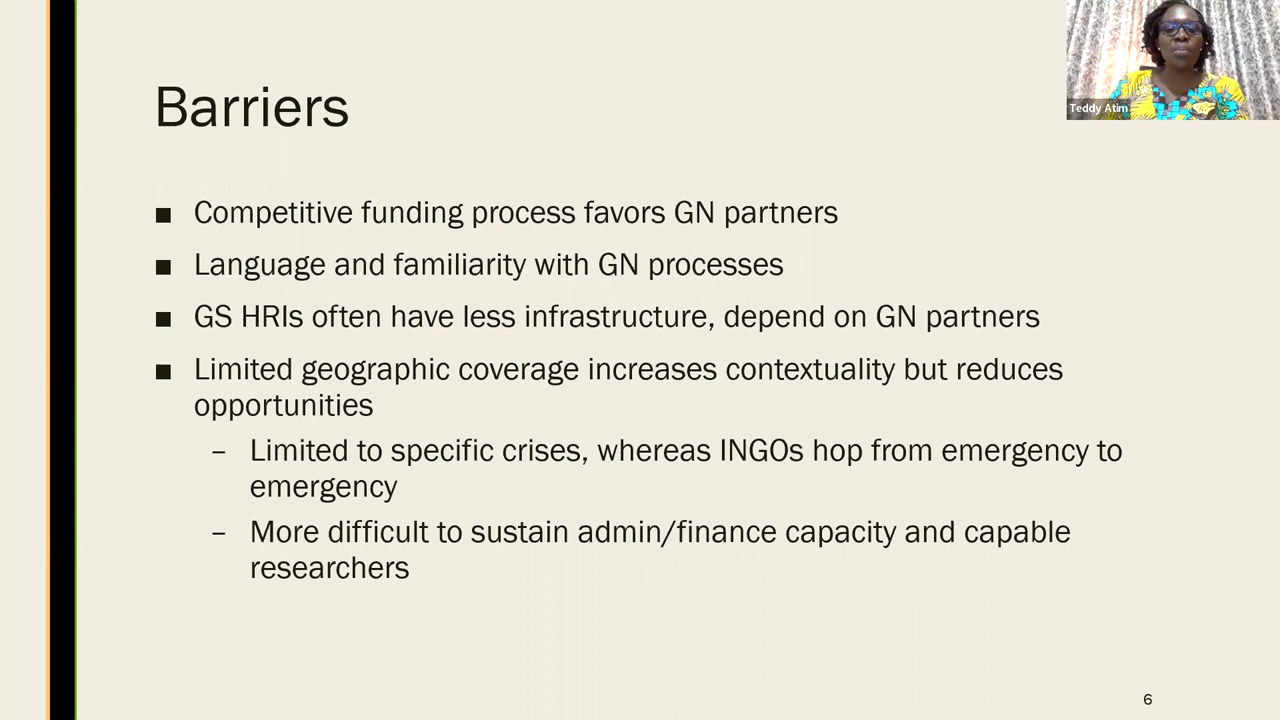 Teddy Atim
Barriers
■ Competitive funding process favors GN partners
■ Language and familiarity with GN processes
■ GS HRIs often have less infrastructure, depend on GN partners
■ Limited geographic coverage increases contextuality but reduces
opportunities
– Limited to specific crises, whereas INGOs hop from emergency to
emergency
– More difficult to sustain admin/finance capacity and capable
researchers
6